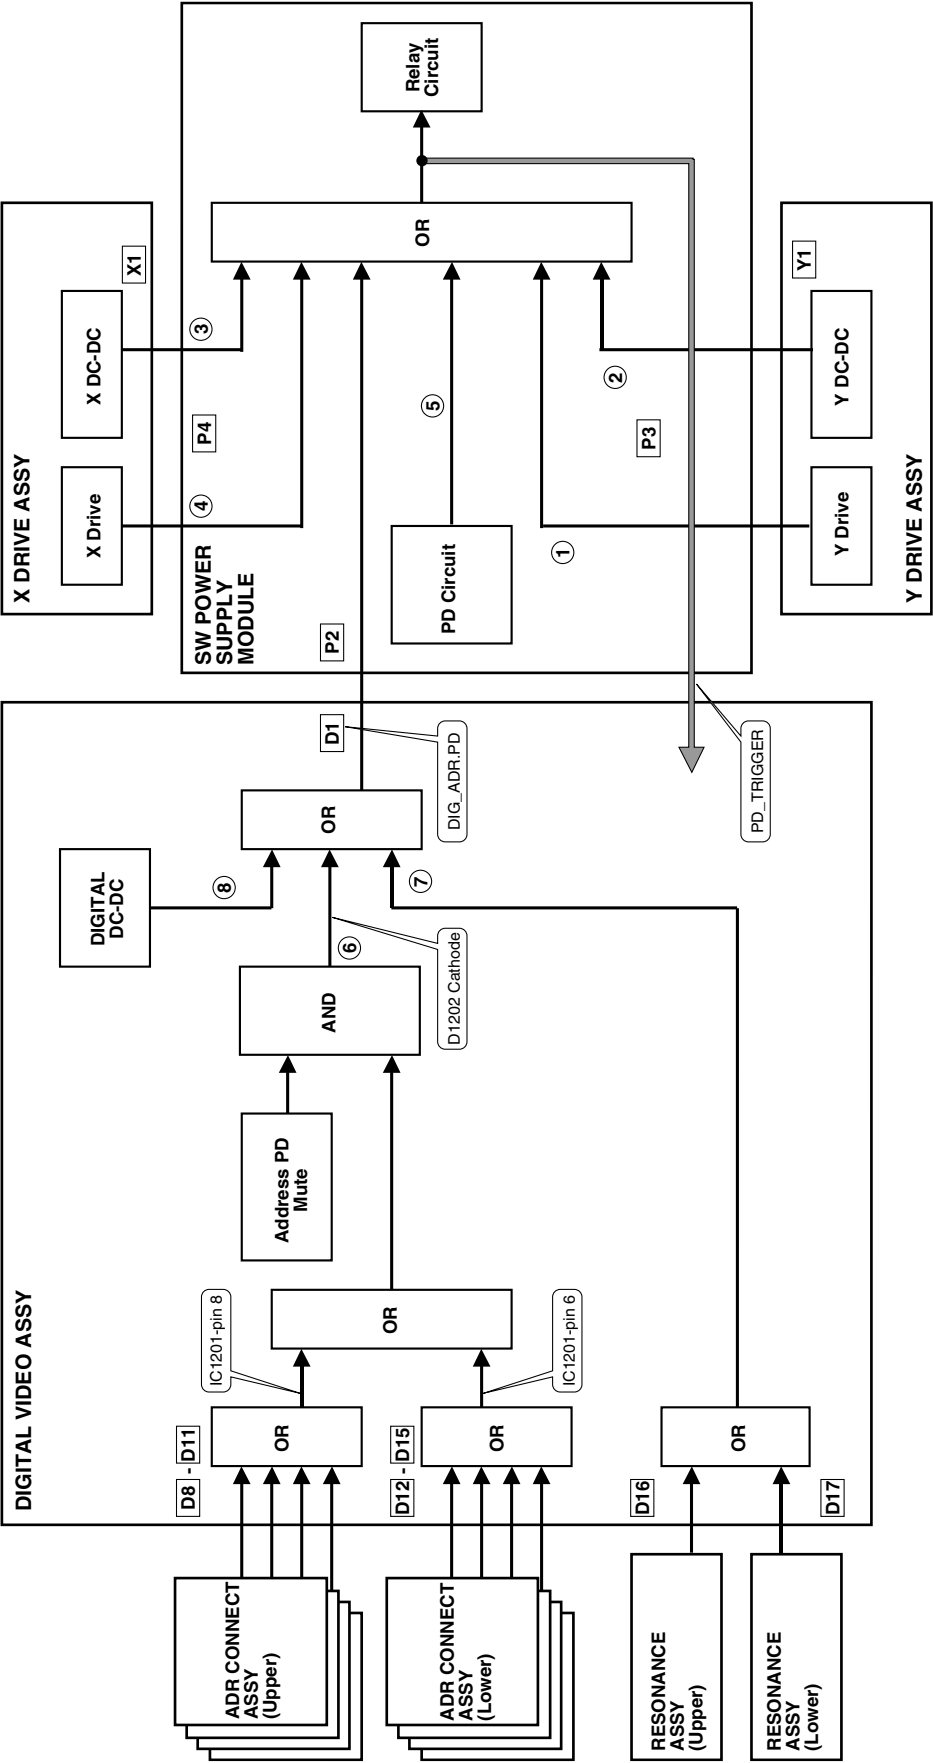 DIGITAL VIDEO ASSY
ADR CONNECT
ASSY
(Upper)
D8 - D11
OR
IC1201-pin 8
ADR CONNECT
ASSY
(Lower)
D12 - D15
OR
IC1201-pin 6
OR
Address PD
Mute
AND
6
D1202 Cathode
DIGITAL
DC-DC
8
OR
7
D1
DIG_ADR.PD
RESONANCE
ASSY
(Upper)
D16
RESONANCE
ASSY
(Lower)
D17
OR
PD_TRIGGER
X DRIVE ASSY
X Drive
X DC-DC
X1
SW POWER
SUPPLY
MODULE
4
P4
3
P2
PD Circuit
5
OR
Relay
Circuit
1
P3
2
Y DRIVE ASSY
Y Drive
Y DC-DC
Y1